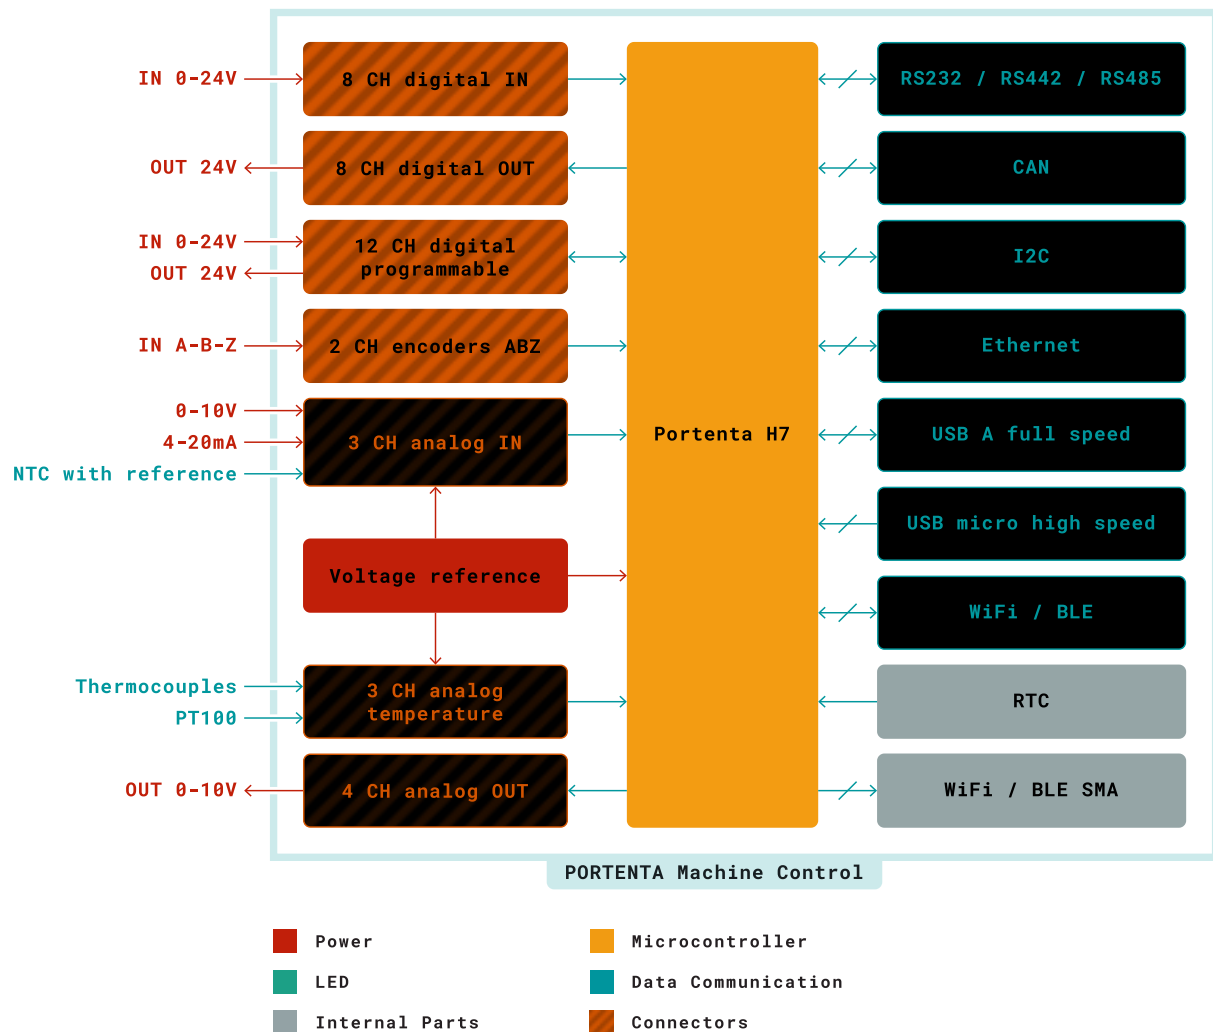 IN 0-24V
8 CH digital IN
RS232 / RS442 / RS485
OUT 24V
8 CH digital OUT
CAN
IN 0-24V
OUT 24V
12 CH digital
programmable
I2C
IN A-B-Z
2 CH encoders ABZ
Ethernet
0-10V
4-20mA
NTC with reference
3 CH analog IN
Portenta H7
USB A full speed
USB micro high speed
Voltage reference
WiFi / BLE
Thermocouples
PT100
3 CH analog
temperature
RTC
OUT 0-10V
4 CH analog OUT
WiFi / BLE SMA
PORTENTA Machine Control
Power
Microcontroller
LED
Data Communication
Internal Parts
Connectors